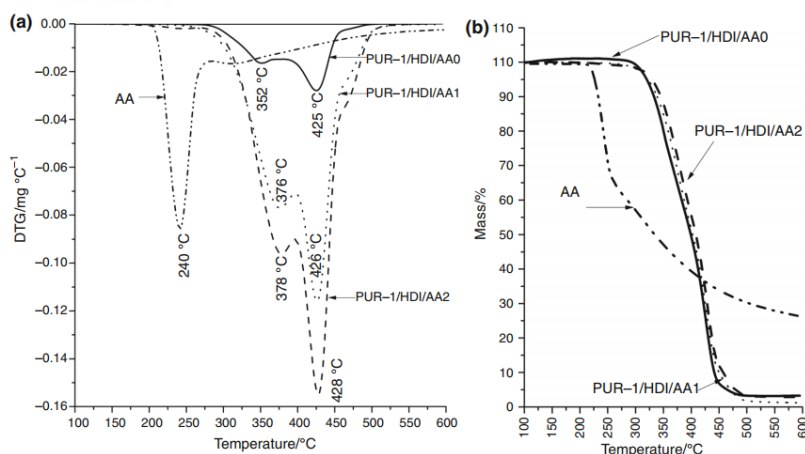 (a)
0.00
−0.02
−0.04
−0.06
−0.08
−0.10
−0.12
−0.14
−0.16
DTG/mg °C−1
100
150
200
250
300
350
400
450
500
550
600
Temperature/°C
AA
240 °C
352 °C
425 °C
376 °C
426 °C
378 °C
428 °C
PUR–1/HDI/AA0
PUR–1/HDI/AA1
PUR–1/HDI/AA2
(b)
110
100
90
80
70
60
50
40
30
20
10
0
Mass/%
100
150
200
250
300
350
400
450
500
550
600
Temperature/°C
PUR–1/HDI/AA0
PUR–1/HDI/AA2
AA
PUR–1/HDI/AA1